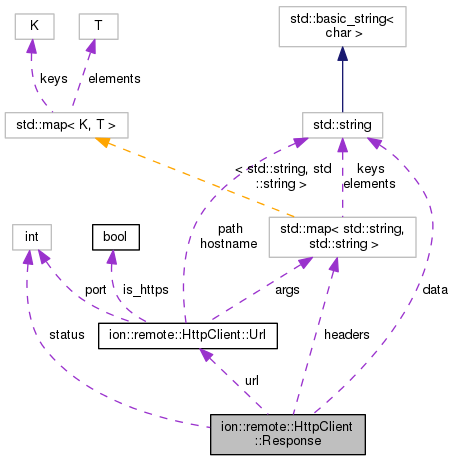 K
T
std::basic_string<
char >
keys
elements
std::map< K, T >
std::string
< std::string, std
::string >
keys
elements
int
bool
path
hostname
std::map< std::string,
std::string >
port
is_https
args
data
status
ion::remote::HttpClient::Url
headers
url
ion::remote::HttpClient
::Response